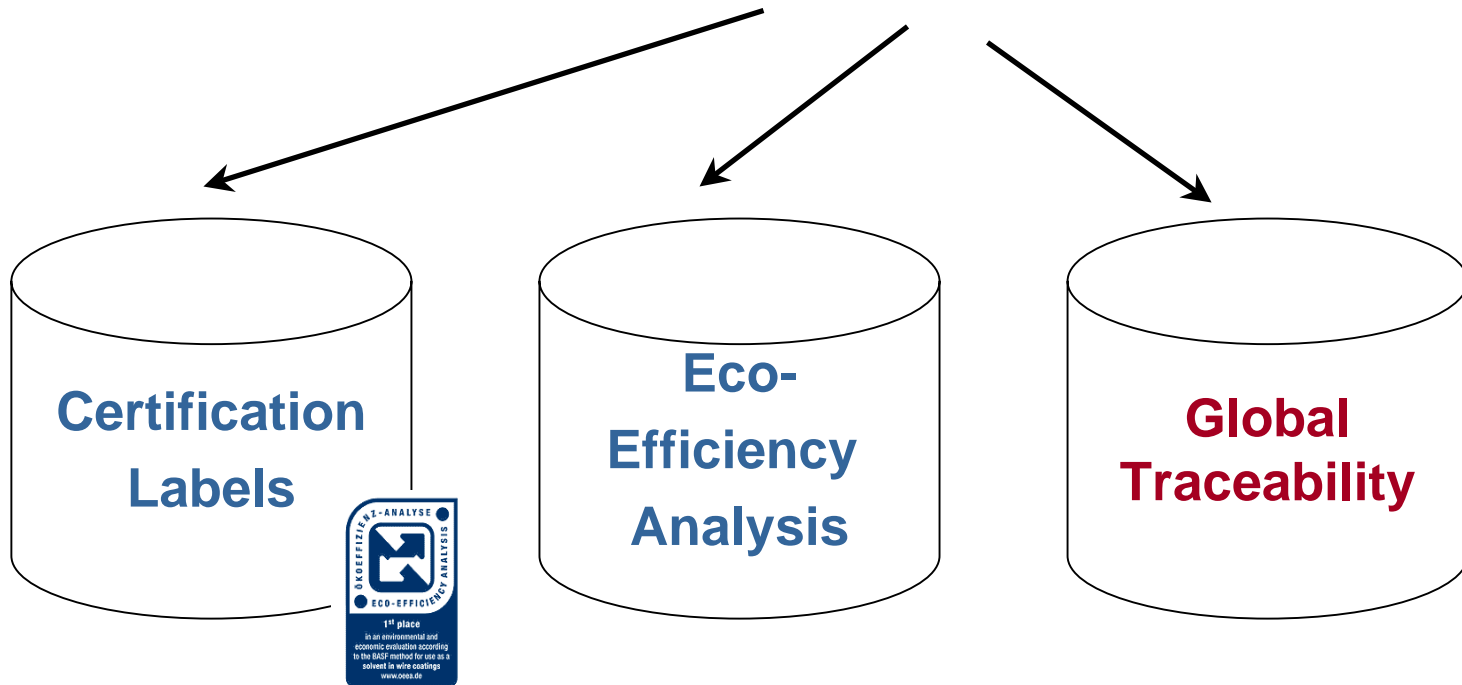 Certification
Labels
Eco-
Efficiency
Analysis
Global
Traceability
ÖKOEFFIZIENZ-ANALYSE
ECO-EFFICIENCY ANALYSIS
1st place
in an environmental and
economic evaluation according
to the BASF method for use as a
solvent in wire coatings
www.oeea.de